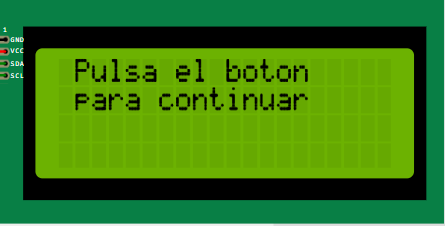 1
GND
VCC
SDA
SCL
Pulsa el boton
para continuar